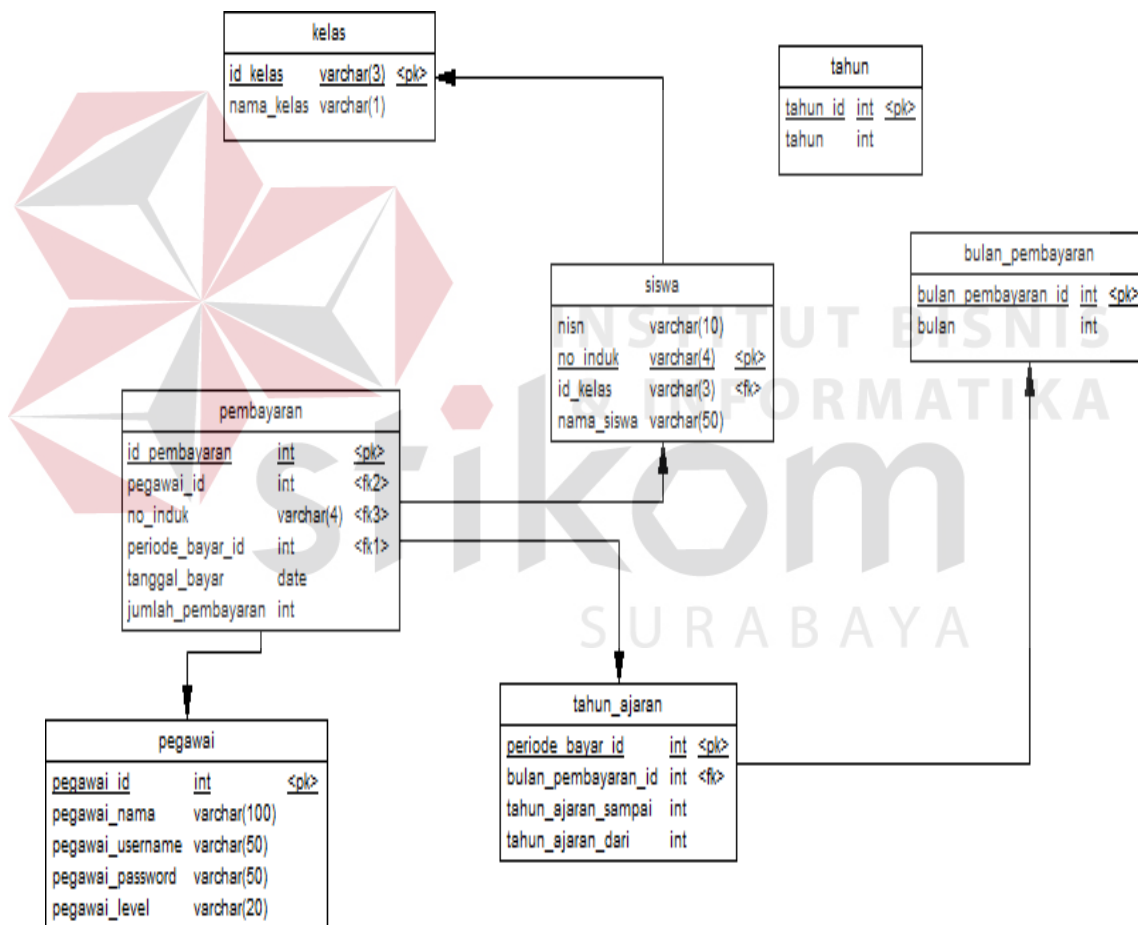 kelas
id_kelas varchar(3) <pk>
nama_kelas varchar(1)
tahun
tahun_id int <pk>
tahun int
bulan_pembayaran
bulan_pembayaran_id int <pk>
bulan int
siswa
nisn varchar(10)
no_induk varchar(4) <pk>
id_kelas varchar(3) <fk>
nama_siswa varchar(50)
pembayaran
id_pembayaran int <pk>
pegawai_id int <fk2>
no_induk varchar(4) <fk3>
periode_bayar_id int <fk1>
tanggal_bayar date
jumlah_pembayaran int
tahun_ajaran
periode_bayar_id int <pk>
bulan_pembayaran_id int <fk>
tahun_ajaran_sampai int
tahun_ajaran_dari int
pegawai
pegawai_id int <pk>
pegawai_nama varchar(100)
pegawai_username varchar(50)
pegawai_password varchar(50)
pegawai_level varchar(20)
INSTITUT BISNIS
& INFORMATIKA
stikom
SURABAYA